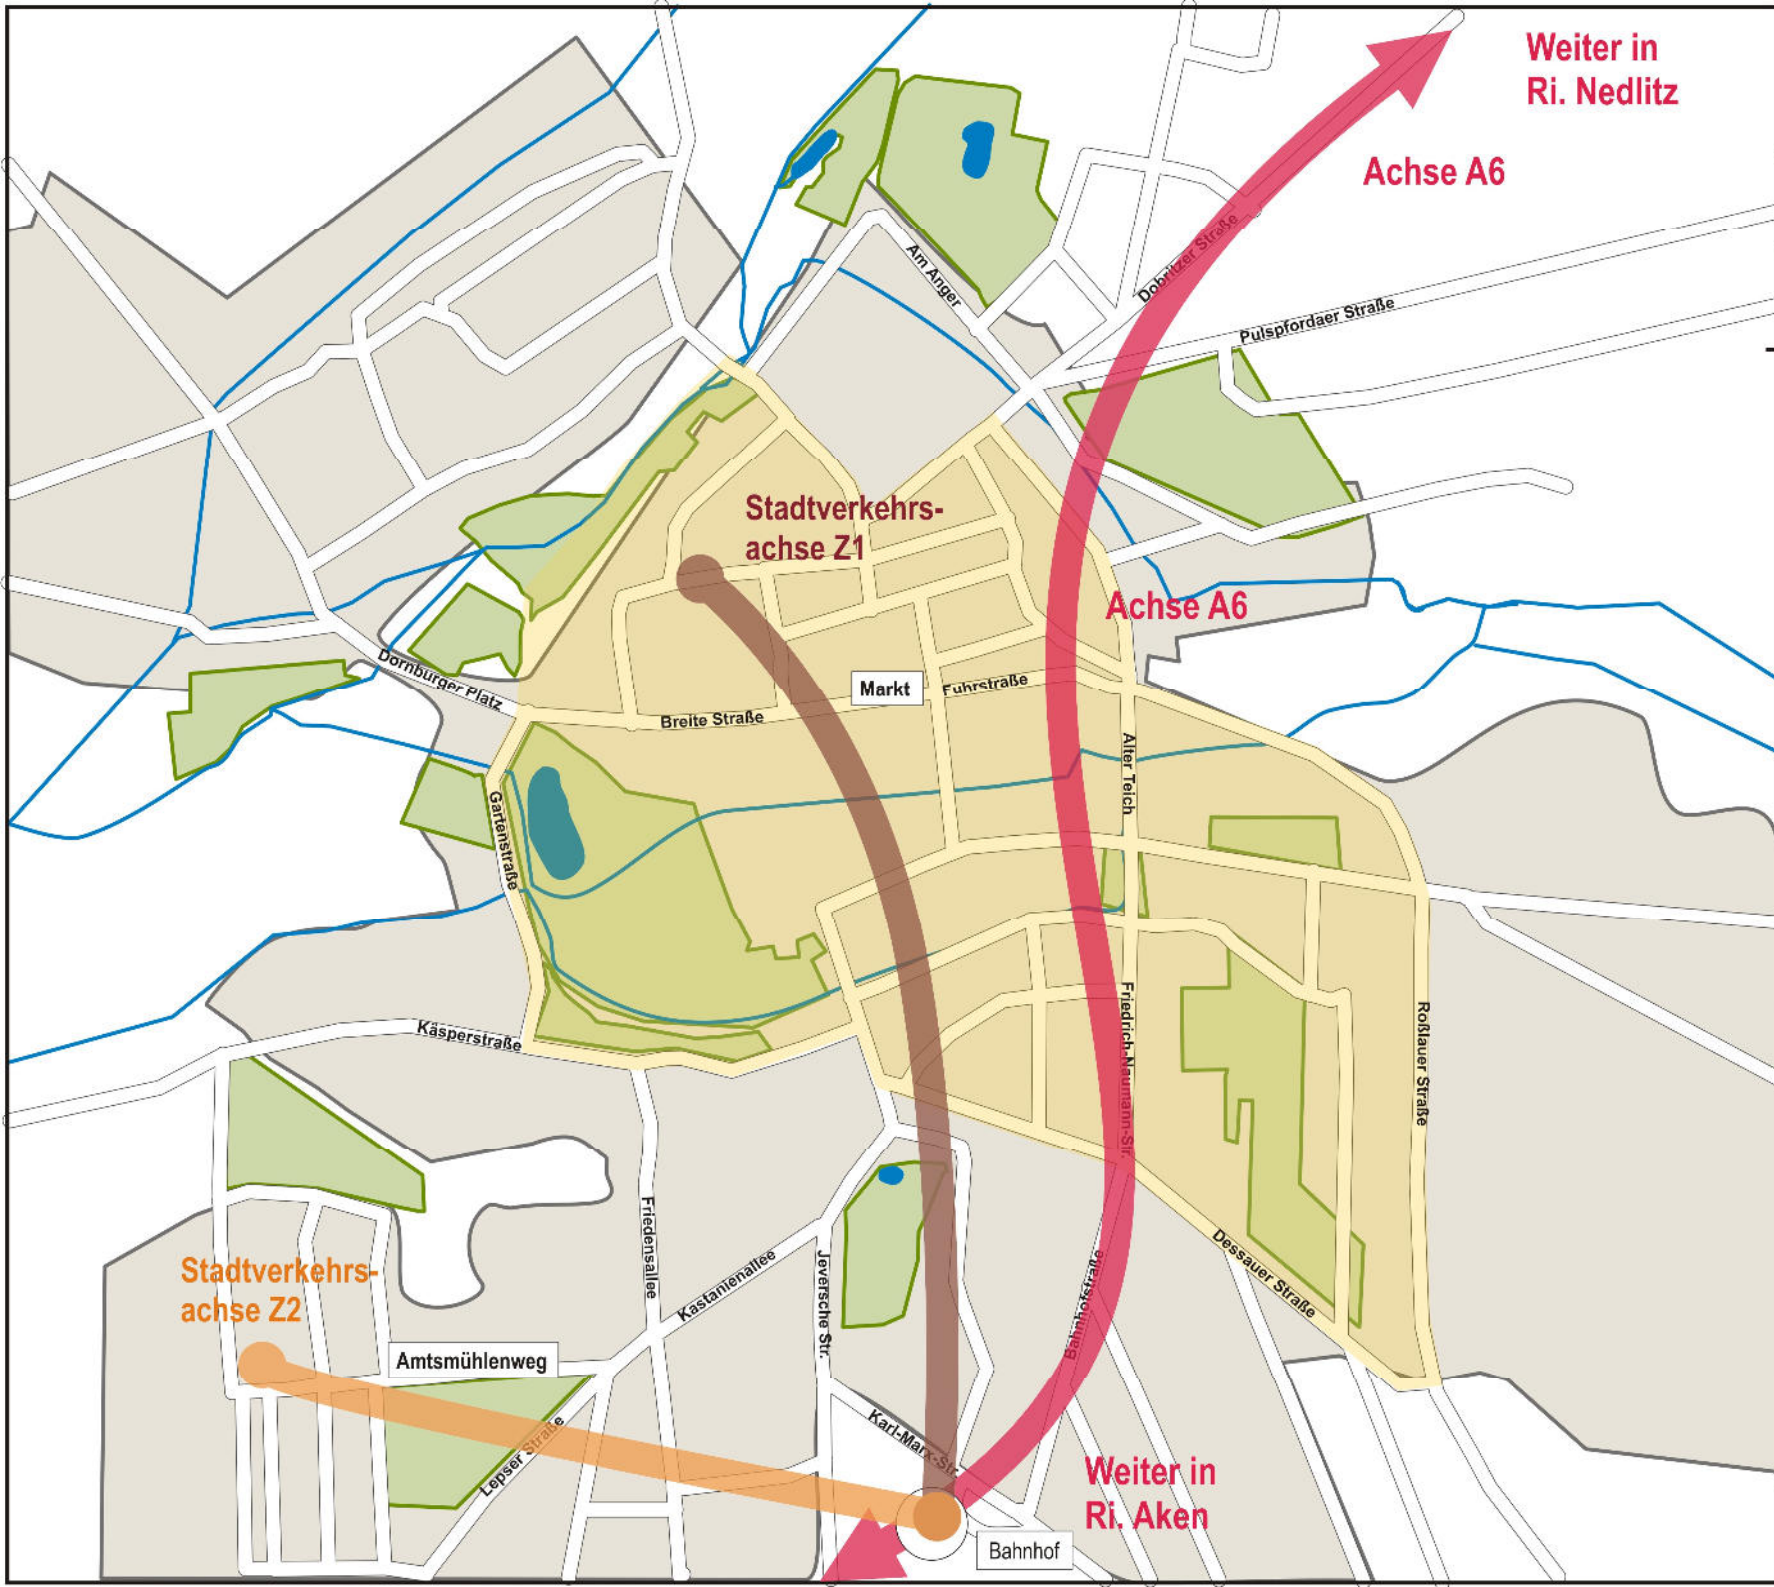 Weiter in
Ri. Nedlitz
Achse A6
Am Anger
Dobritzer Straße
Pulspfordaer Straße
Stadtverkehrs-
achse Z1
Achse A6
Dornburger Platz
Markt
Fuhrstraße
Breite Straße
Alter Teich
Gartenstraße
Käsperstraße
Friedrich-Naumann-Str.
Roßlauer Straße
Friedensallee
Kastanienallee
Jeversche Str.
Bahnhofstraße
Dessauer Straße
Stadtverkehrs-
achse Z2
Amtsmühlenweg
Lepser Straße
Karl-Marx-Str.
Weiter in
Ri. Aken
Bahnhof